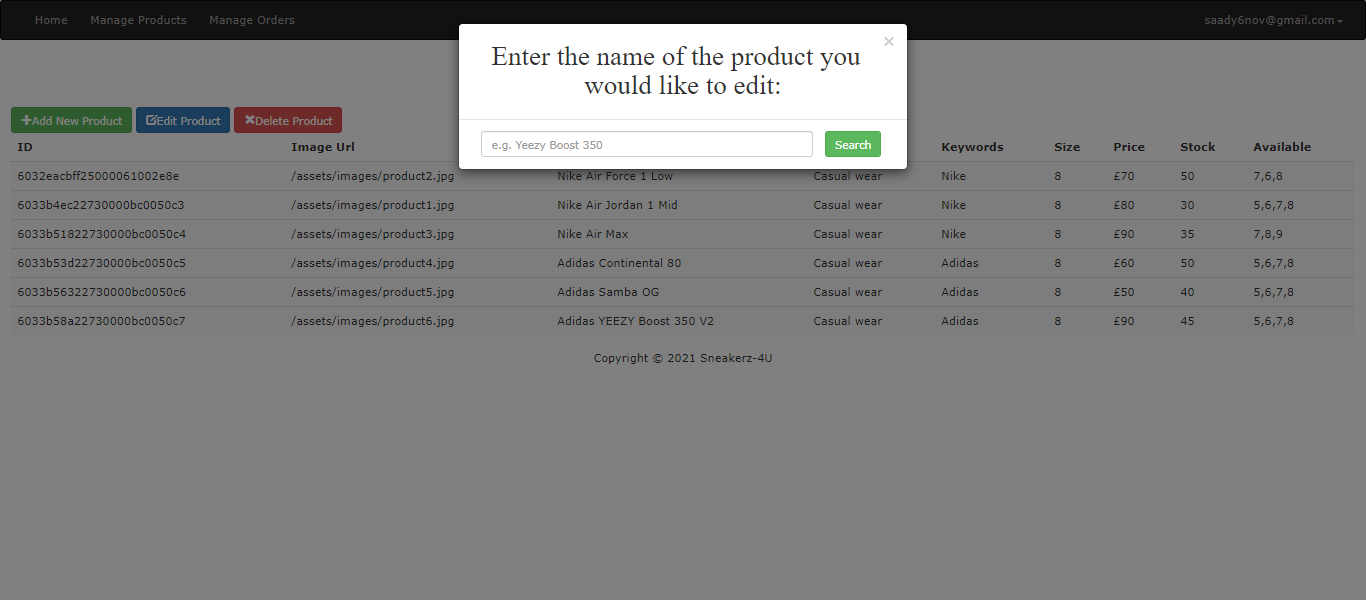 Home Manage Products Manage Orders saady6nov@gmail.com
×
Enter the name of the product you
would like to edit:
e.g. Yeezy Boost 350 Search
Add New Product Edit Product Delete Product
ID Image Url Keywords Size Price Stock Available
6032eacbff25000061002e8e /assets/images/product2.jpg Nike Air Force 1 Low Casual wear Nike 8 £70 50 7,6,8
6033b4ec22730000bc0050c3 /assets/images/product1.jpg Nike Air Jordan 1 Mid Casual wear Nike 8 £80 30 5,6,7,8
6033b51822730000bc0050c4 /assets/images/product3.jpg Nike Air Max Casual wear Nike 8 £90 35 7,8,9
6033b53d22730000bc0050c5 /assets/images/product4.jpg Adidas Continental 80 Casual wear Adidas 8 £60 50 5,6,7,8
6033b56322730000bc0050c6 /assets/images/product5.jpg Adidas Samba OG Casual wear Adidas 8 £50 40 5,6,7,8
6033b58a22730000bc0050c7 /assets/images/product6.jpg Adidas YEEZY Boost 350 V2 Casual wear Adidas 8 £90 45 5,6,7,8
Copyright © 2021 Sneakerz-4U